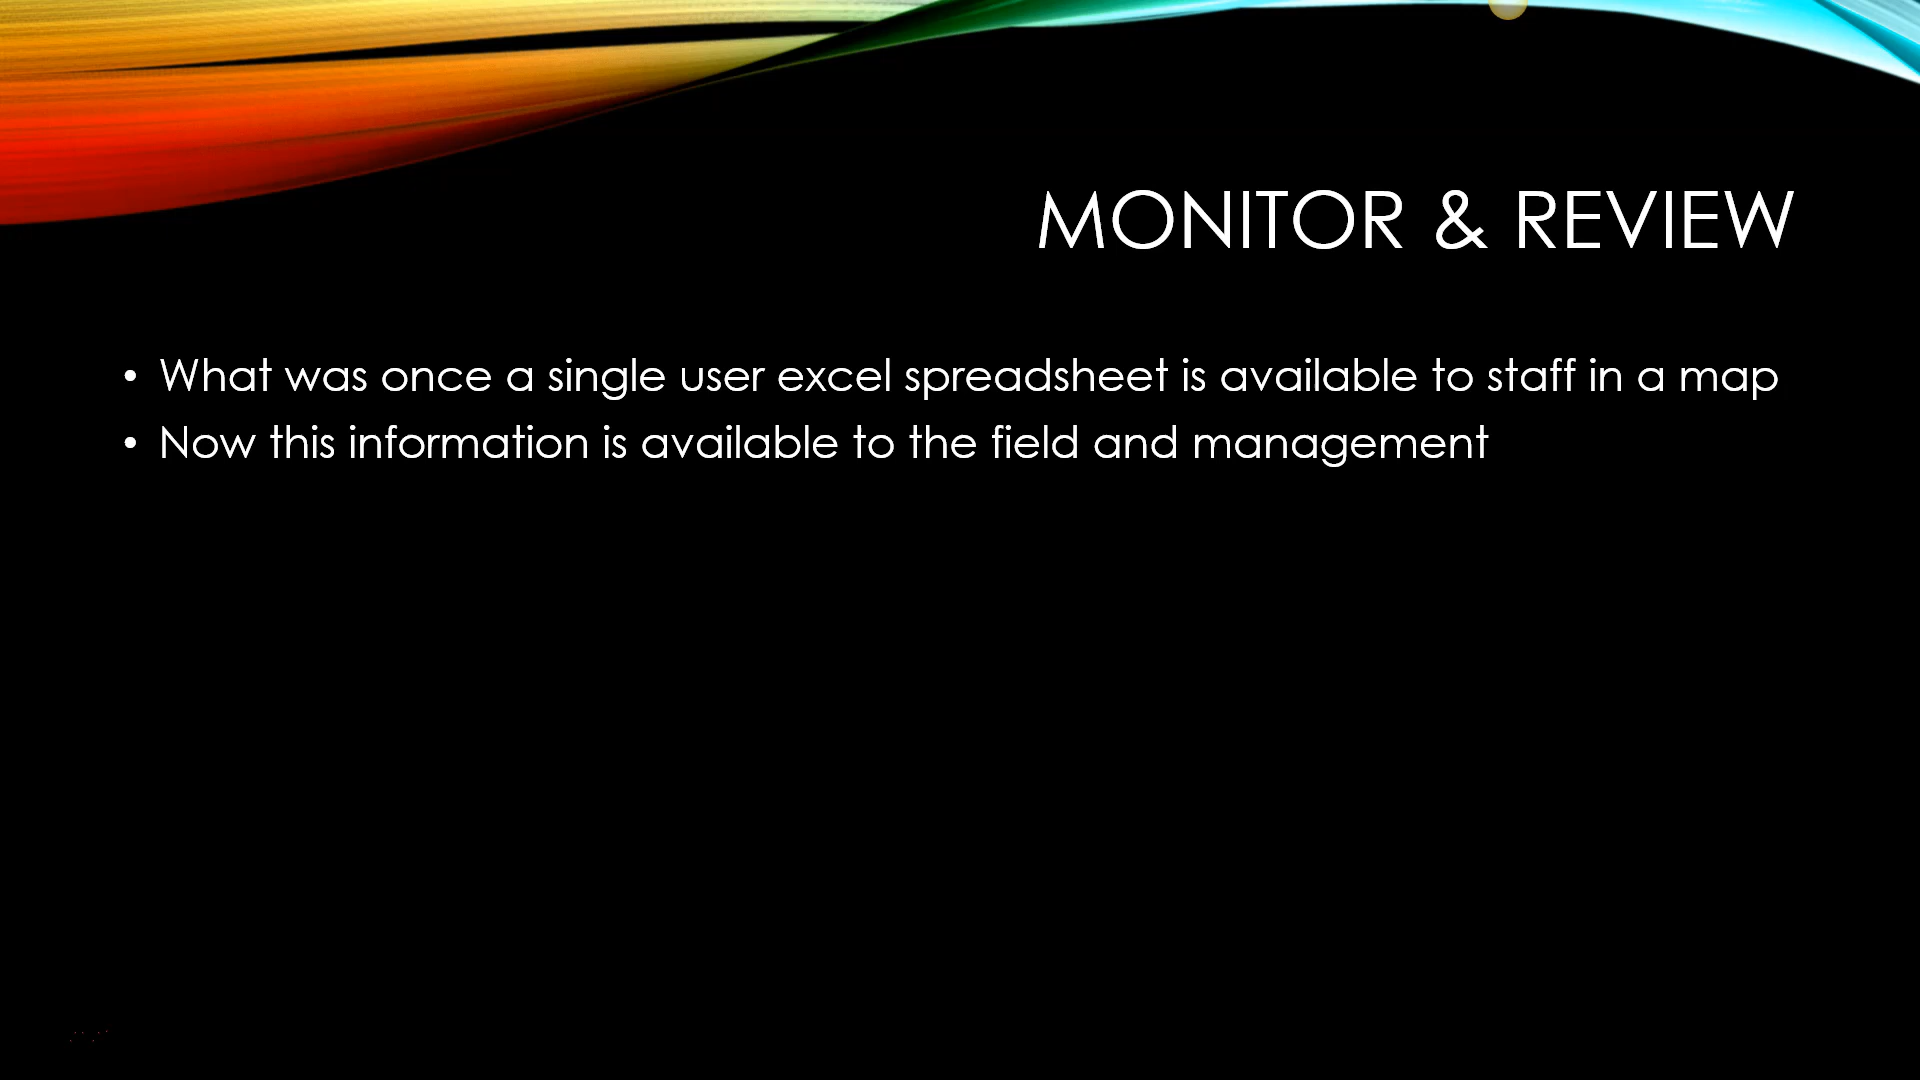 MONITOR & REVIEW
• What was once a single user excel spreadsheet is available to staff in a map
• Now this information is available to the field and management